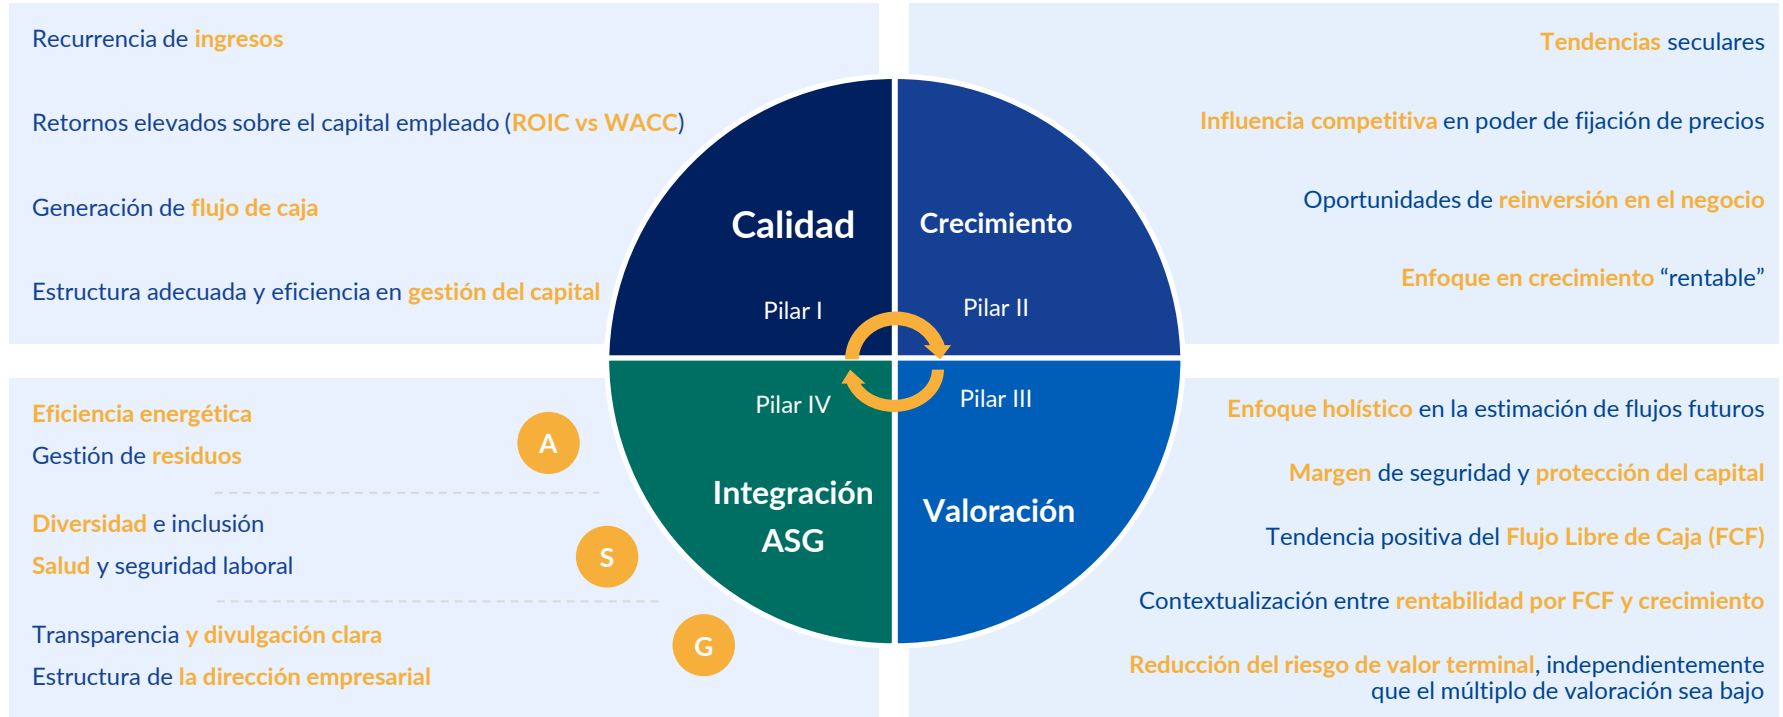 Recurrencia de ingresos
Retornos elevados sobre el capital empleado (ROIC vs WACC)
Generación de flujo de caja
Estructura adecuada y eficiencia en gestión del capital
Calidad
Pilar I
Tendencias seculares
Influencia competitiva en poder de fijación de precios
Oportunidades de reinversión en el negocio
Enfoque en crecimiento “rentable”
Crecimiento
Pilar II
Eficiencia energética
Gestión de residuos
A
Diversidad e inclusión
Salud y seguridad laboral
S
Transparencia y divulgación clara
Estructura de la dirección empresarial
G
Pilar IV
Integración
ASG
Pilar III
Valoración
Enfoque holístico en la estimación de flujos futuros
Margen de seguridad y protección del capital
Tendencia positiva del Flujo Libre de Caja (FCF)
Contextualización entre rentabilidad por FCF y crecimiento
Reducción del riesgo de valor terminal, independientemente
que el múltiplo de valoración sea bajo